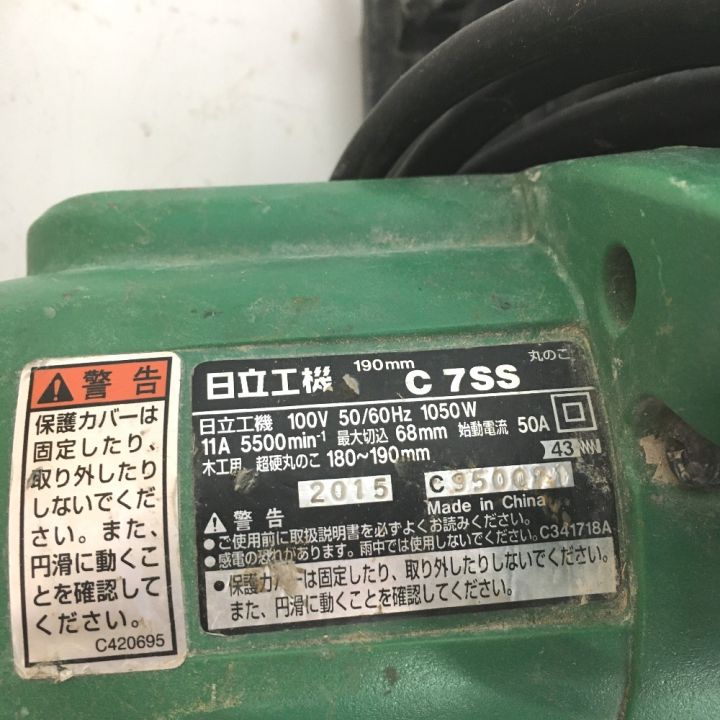 警告
保護カバーは
固定したり、
取り外したり
しないでくだ
さい。また、
円滑に動くこ
とを確認して
ください。
C420695
190mm 丸のこ
日立工機 C 7SS
日立工機 100V 50/60Hz 1050W
11A 5500min⁻¹ 最大切込 68mm 始動電流 50A
木工用 超硬丸のこ 180～190mm 43
2015
Made in China
警告
●ご使用前に取扱説明書を必ずよくお読みください。
●感電の恐れがあります。雨中では使用しないでください。C341718A
●保護カバーは固定したり、取り外したりしないでください。
また、円滑に動くことを確認してください。